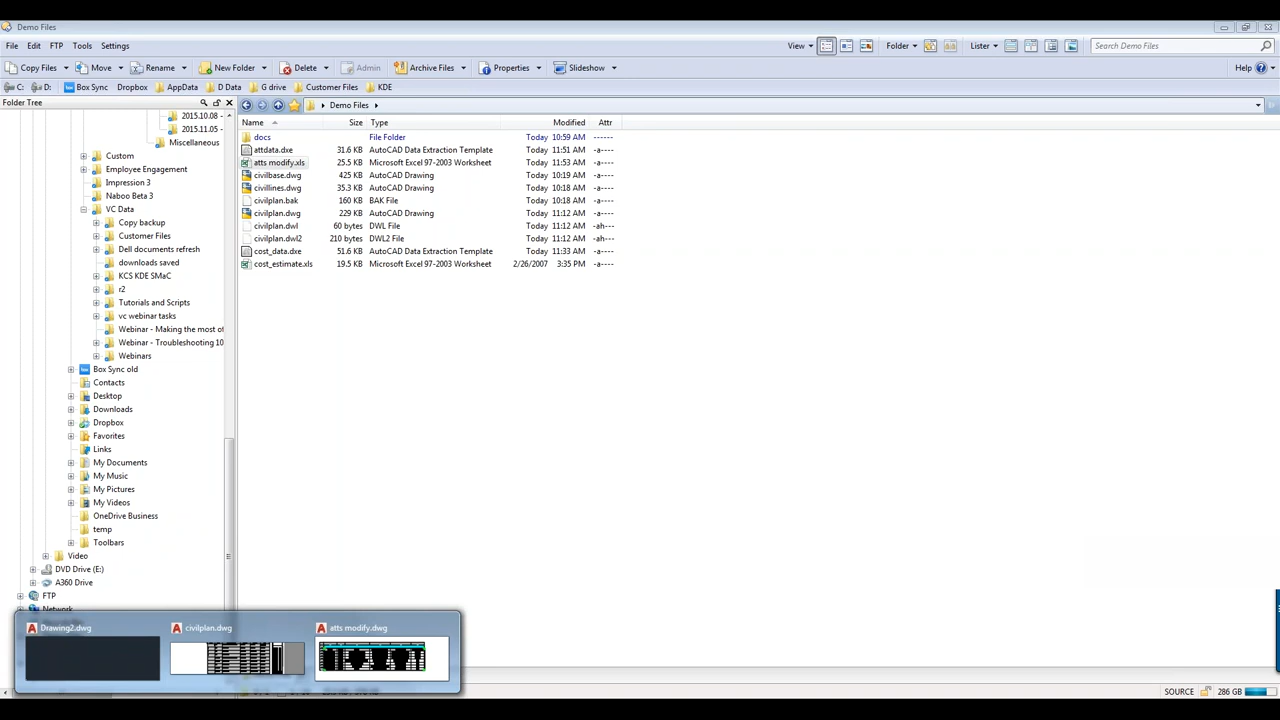 Demo Files
File Edit FTP Tools Settings
View Folder Lister Search Demo Files
Copy Files Move Rename New Folder Delete Admin Archive Files Properties Slideshow Help
C: D: Box Sync Dropbox AppData D Data G drive Customer Files KDE
Folder Tree
Demo Files
Name Size Type Modified Attr
2015.10.08 -
2015.11.05 -
Miscellaneous
Custom
Employee Engagement
Impression 3
Naboo Beta 3
VC Data
Copy backup
Customer Files
Dell documents refresh
downloads saved
KCS KDE SMaC
r2
Tutorials and Scripts
vc webinar tasks
Webinar - Making the most of
Webinar - Troubleshooting 10
Webinars
Box Sync old
Contacts
Desktop
Downloads
Dropbox
Favorites
Links
My Documents
My Music
My Pictures
My Videos
OneDrive Business
temp
Toolbars
Video
DVD Drive (E:)
A360 Drive
FTP
Network
docs File Folder Today 10:59 AM ------
attdata.dxe 31.6 KB AutoCAD Data Extraction Template Today 11:51 AM -a----
atts modify.xls 25.5 KB Microsoft Excel 97-2003 Worksheet Today 11:53 AM -a----
civilbase.dwg 425 KB AutoCAD Drawing Today 10:19 AM -a----
civillines.dwg 35.3 KB AutoCAD Drawing Today 10:18 AM -a----
civilplan.bak 160 KB BAK File Today 10:18 AM -a----
civilplan.dwg 229 KB AutoCAD Drawing Today 11:12 AM -a----
civilplan.dwl 60 bytes DWL File Today 11:12 AM -ah---
civilplan.dwl2 210 bytes DWL2 File Today 11:12 AM -ah---
cost_data.dxe 51.6 KB AutoCAD Data Extraction Template Today 11:33 AM -a----
cost_estimate.xls 19.5 KB Microsoft Excel 97-2003 Worksheet 2/26/2007 3:35 PM -a----
Drawing2.dwg civilplan.dwg atts modify.dwg
SOURCE 286 GB